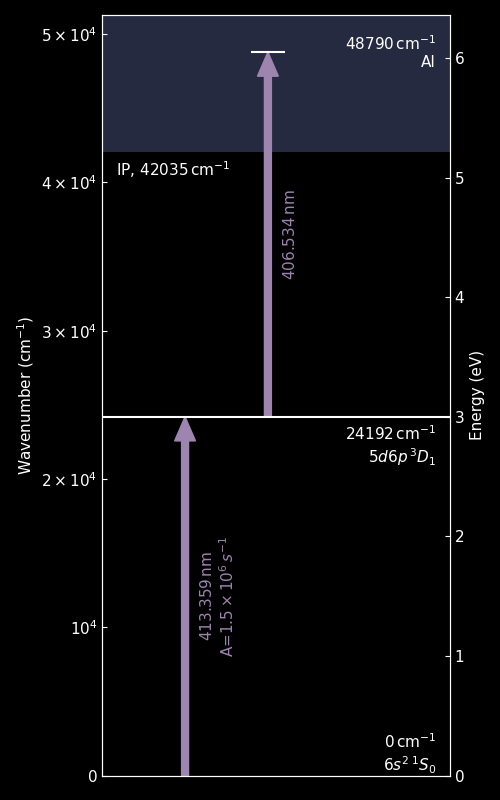 5 × 10⁴
4 × 10⁴
3 × 10⁴
2 × 10⁴
10⁴
0
Wavenumber (cm⁻¹)
48790 cm⁻¹
AI
IP, 42035 cm⁻¹
406.534 nm
24192 cm⁻¹
5d6p ³D₁
413.359 nm
A=1.5 × 10⁶ s⁻¹
0 cm⁻¹
6s² ¹S₀
6
5
4
3
2
1
0
Energy (eV)